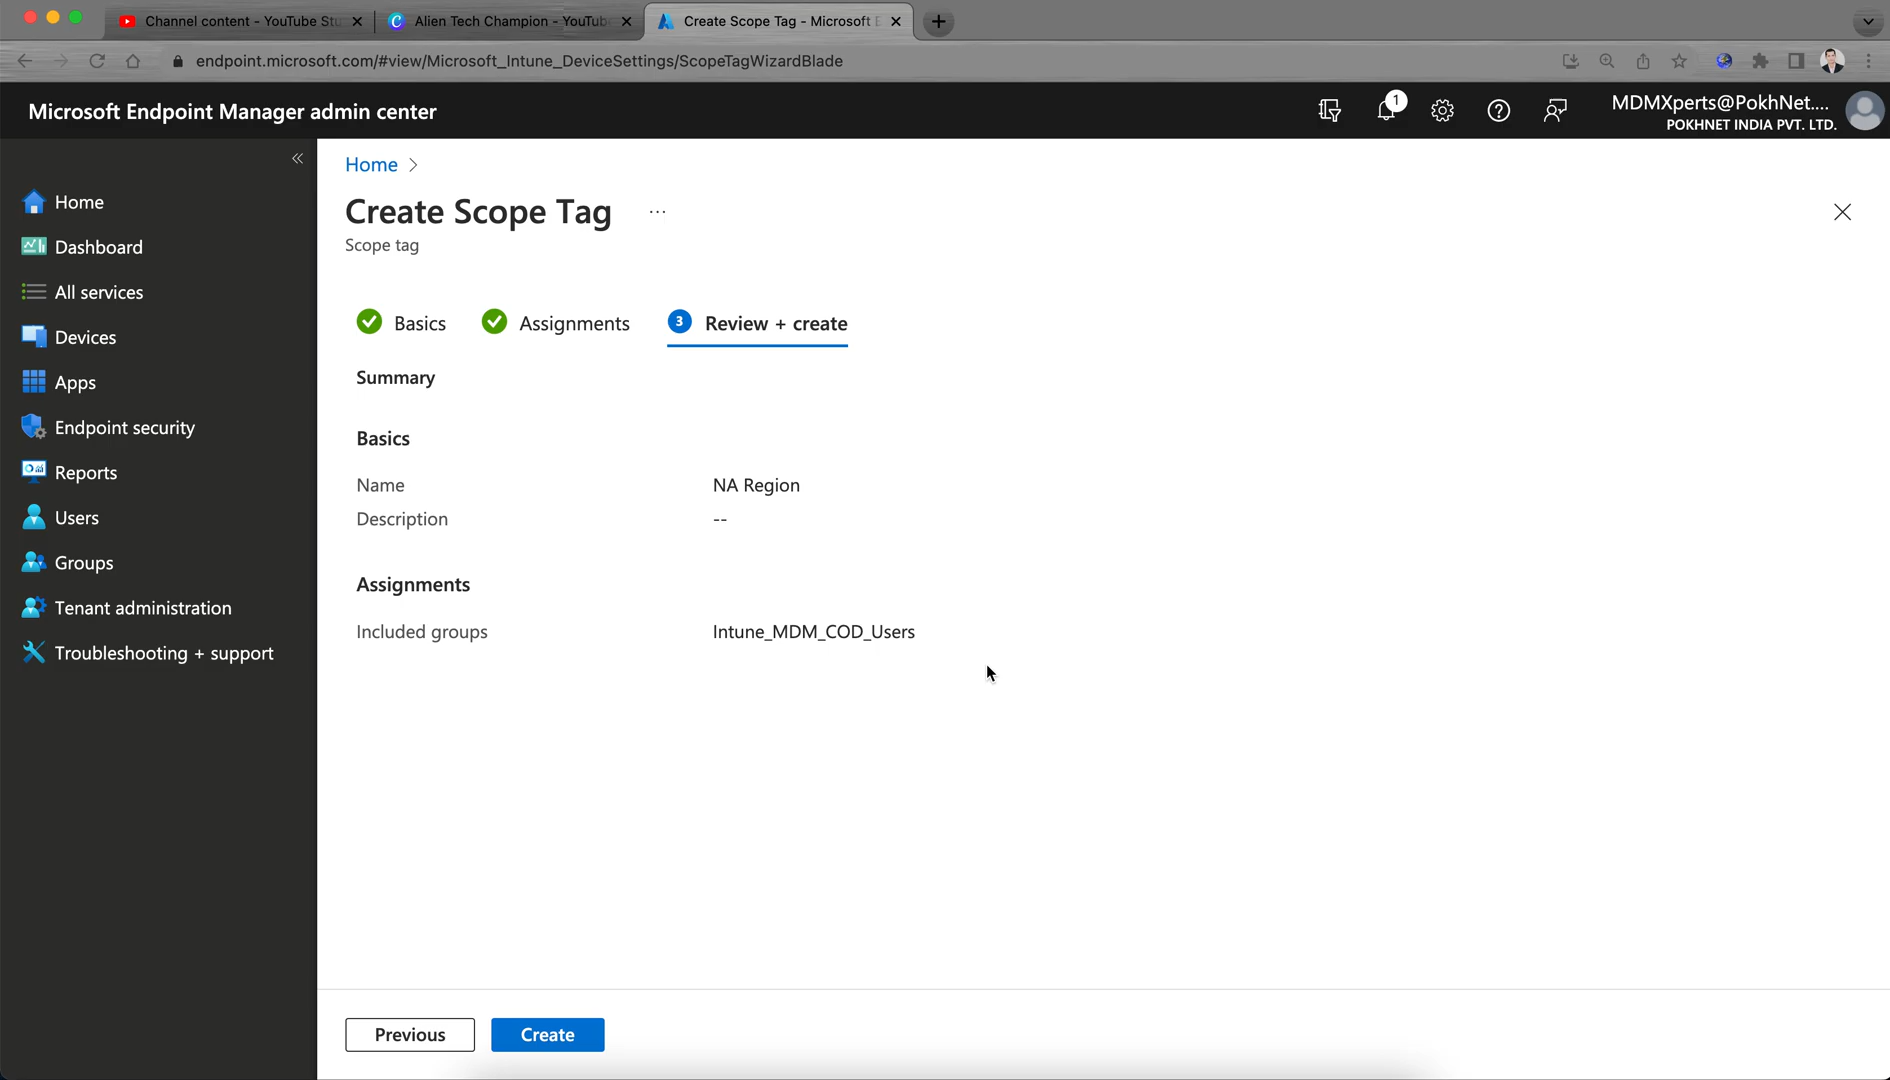 Channel content - YouTube Stu
Alien Tech Champion - YouTube
Create Scope Tag - Microsoft E
endpoint.microsoft.com/#view/Microsoft_Intune_DeviceSettings/ScopeTagWizardBlade
Microsoft Endpoint Manager admin center
1
MDMXperts@PokhNet....
POKHNET INDIA PVT. LTD.
Home
Dashboard
All services
Devices
Apps
Endpoint security
Reports
Users
Groups
Tenant administration
Troubleshooting + support
Home >
Create Scope Tag ...
Scope tag
Basics
Assignments
3 Review + create
Summary
Basics
Name NA Region
Description --
Assignments
Included groups Intune_MDM_COD_Users
Previous
Create